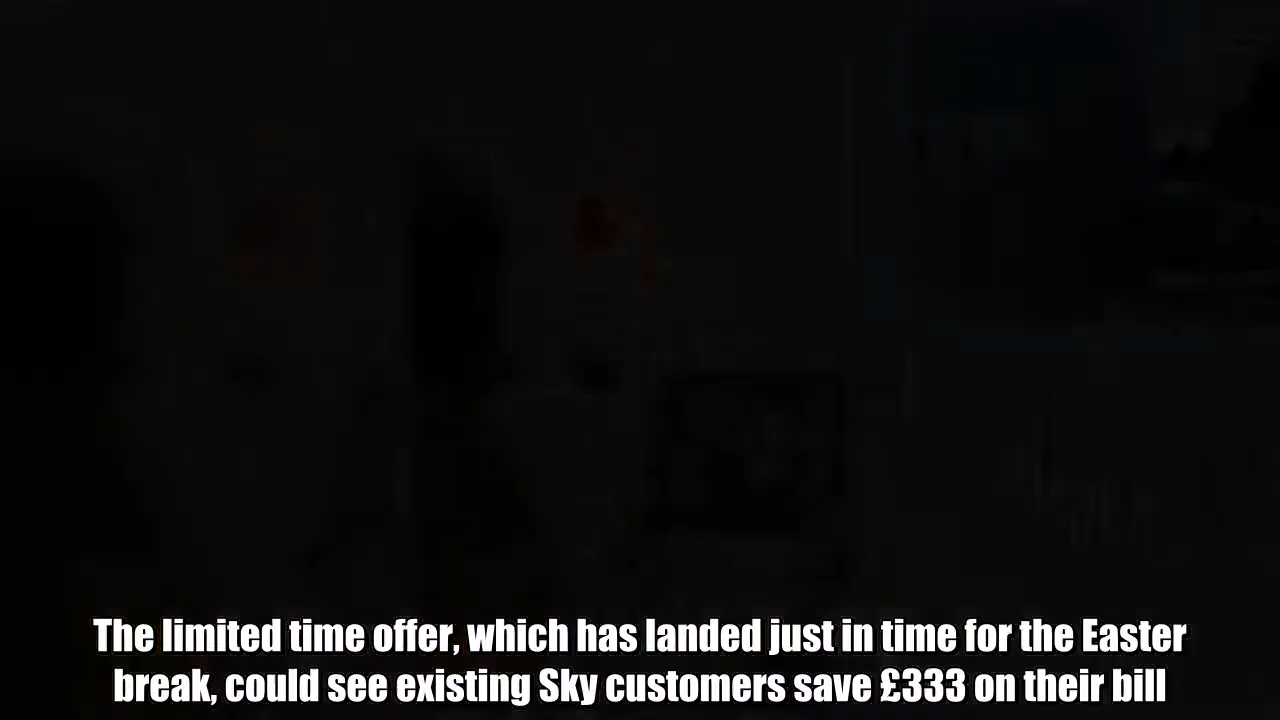 The limited time offer, which has landed just in time for the Easter
break, could see existing Sky customers save £333 on their bill